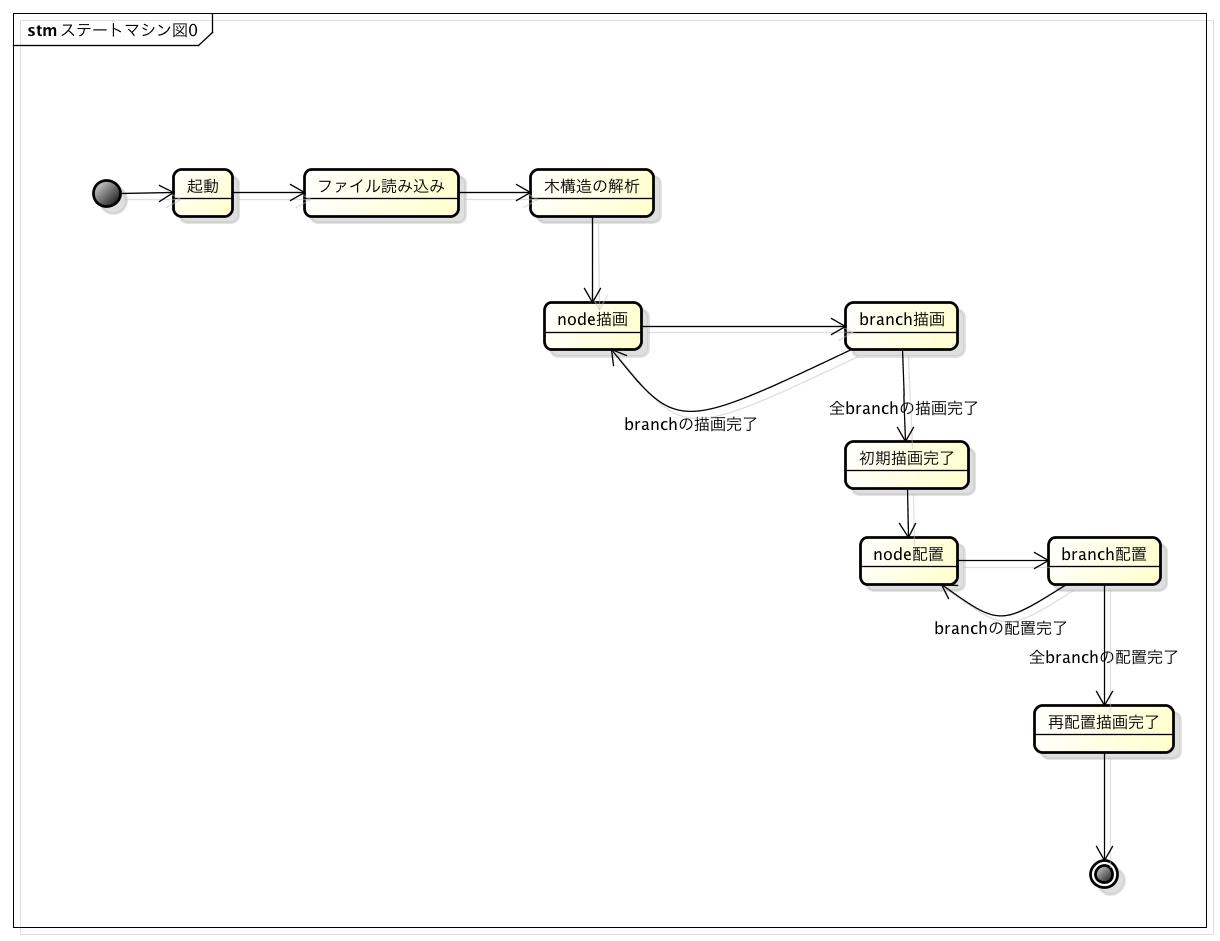 stm ステートマシン図0
起動
ファイル読み込み
木構造の解析
node描画
branch描画
branchの描画完了
全branchの描画完了
初期描画完了
node配置
branch配置
branchの配置完了
全branchの配置完了
再配置描画完了